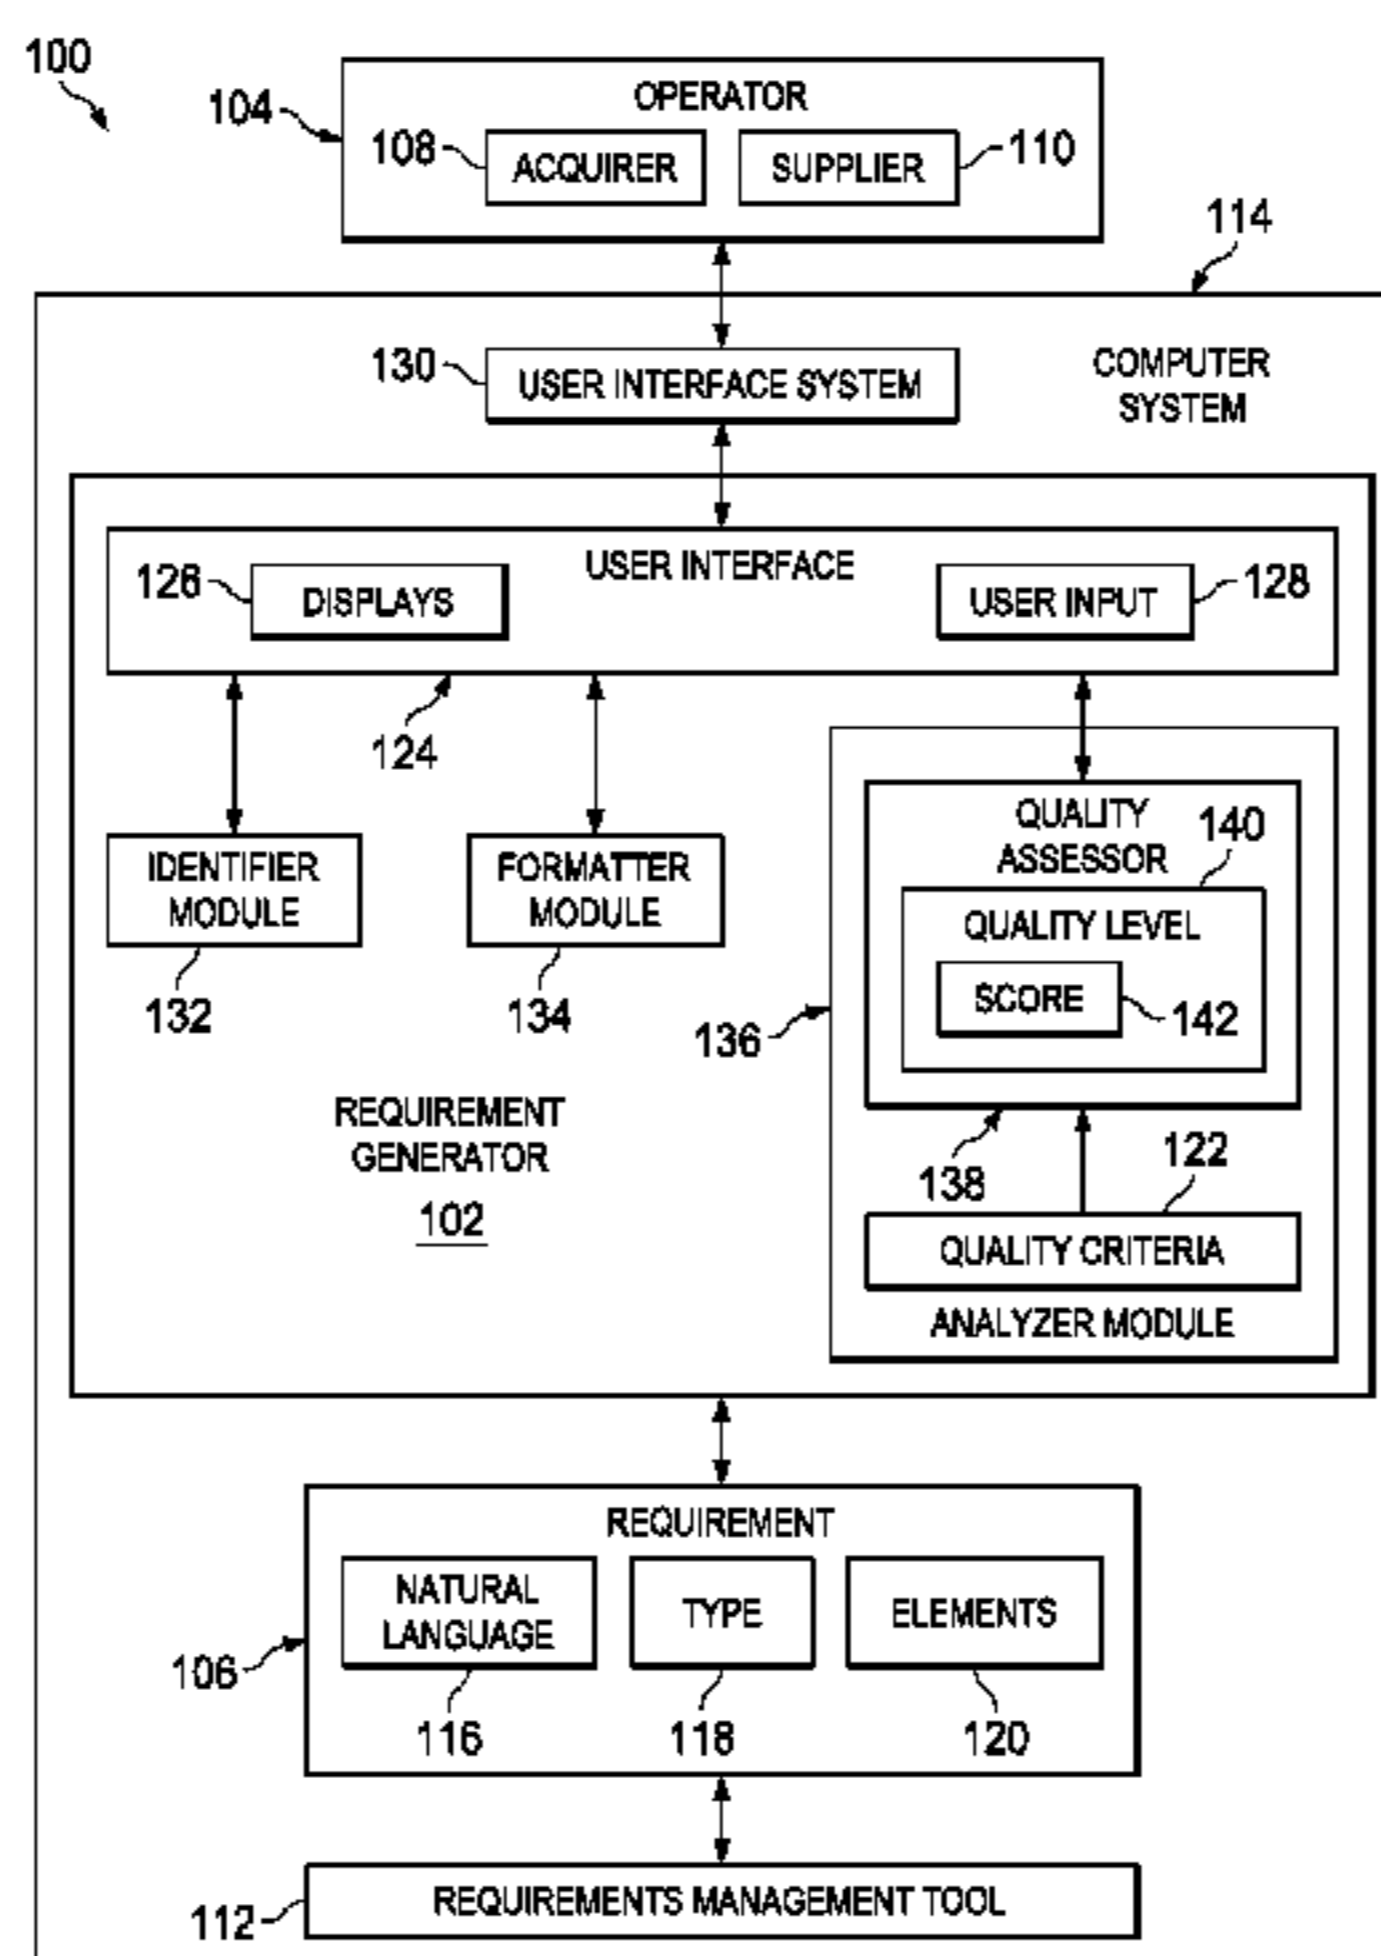 100
104
OPERATOR
108
ACQUIRER
SUPPLIER
110
114
130
USER INTERFACE SYSTEM
COMPUTER
SYSTEM
USER INTERFACE
126
DISPLAYS
USER INPUT
128
124
IDENTIFIER
MODULE
132
FORMATTER
MODULE
134
QUALITY
ASSESSOR
140
QUALITY LEVEL
SCORE
142
136
138
122
QUALITY CRITERIA
ANALYZER MODULE
REQUIREMENT
GENERATOR
102
REQUIREMENT
NATURAL
LANGUAGE
TYPE
ELEMENTS
106
116
118
120
112
REQUIREMENTS MANAGEMENT TOOL